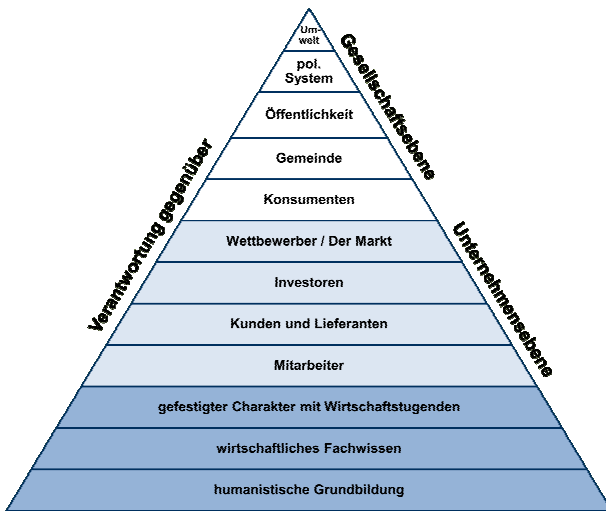 Um-
welt
pol.
System
Öffentlichkeit
Gemeinde
Konsumenten
Wettbewerber / Der Markt
Investoren
Kunden und Lieferanten
Mitarbeiter
gefestigter Charakter mit Wirtschaftstugenden
wirtschaftliches Fachwissen
humanistische Grundbildung
Verantwortung gegenüber
Gesellschaftsebene
Unternehmensebene